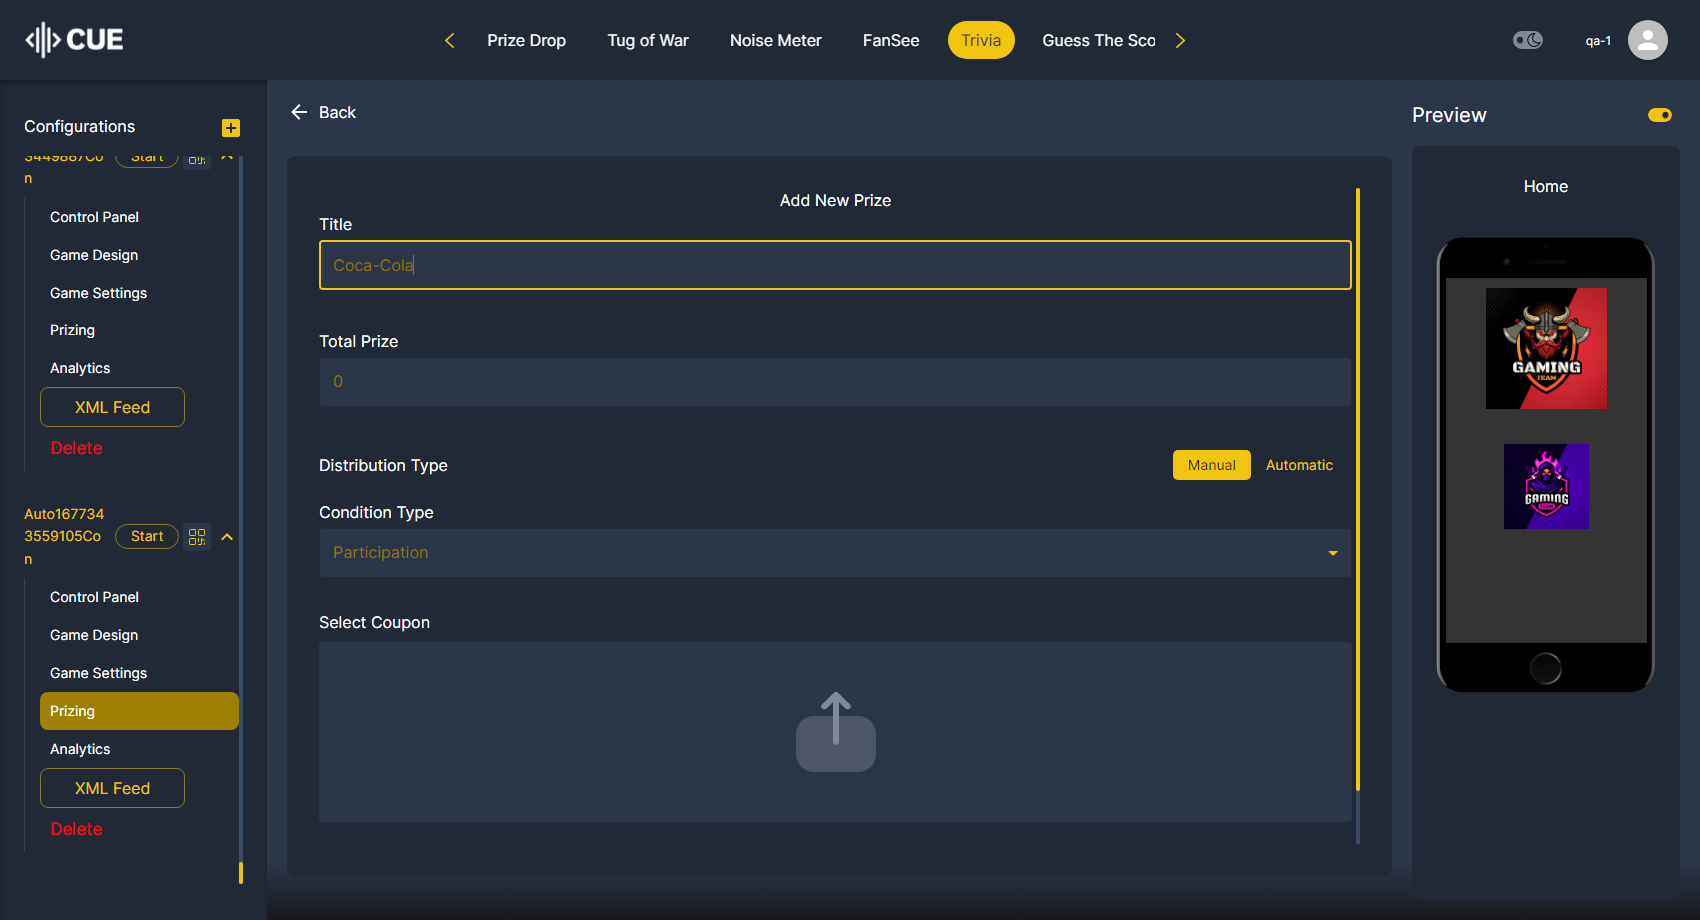 CUE
Prize Drop
Tug of War
Noise Meter
FanSee
Trivia
Guess The Sco
qa-1
Configurations
3449887Co
n
Start
Control Panel
Game Design
Game Settings
Prizing
Analytics
XML Feed
Delete
Auto167734
3559105Co
n
Start
Control Panel
Game Design
Game Settings
Prizing
Analytics
XML Feed
Delete
Back
Add New Prize
Title
Coca-Cola
Total Prize
0
Distribution Type
Manual
Automatic
Condition Type
Participation
Select Coupon
Preview
Home
GAMING
TEAM
GAMING
TEAM